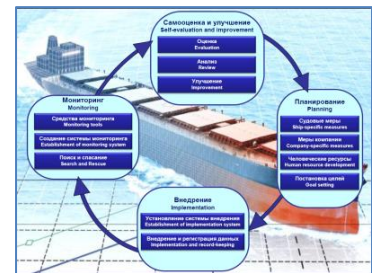 Самооценка и улучшение
Self-evaluation and improvement
Оценка
Evaluation
Анализ
Review
Улучшение
Improvement
Мониторинг
Monitoring
Средства мониторинга
Monitoring tools
Создание системы мониторинга
Establishment of monitoring system
Поиск и спасание
Search and Rescue
Планирование
Planning
Судовые меры
Ship-specific measures
Меры компании
Company-specific measures
Человеческие ресурсы
Human resource development
Постановка целей
Goal setting
Внедрение
Implementation
Установление системы внедрения
Establishment of implementation system
Внедрение и регистрация данных
Implementation and record-keeping